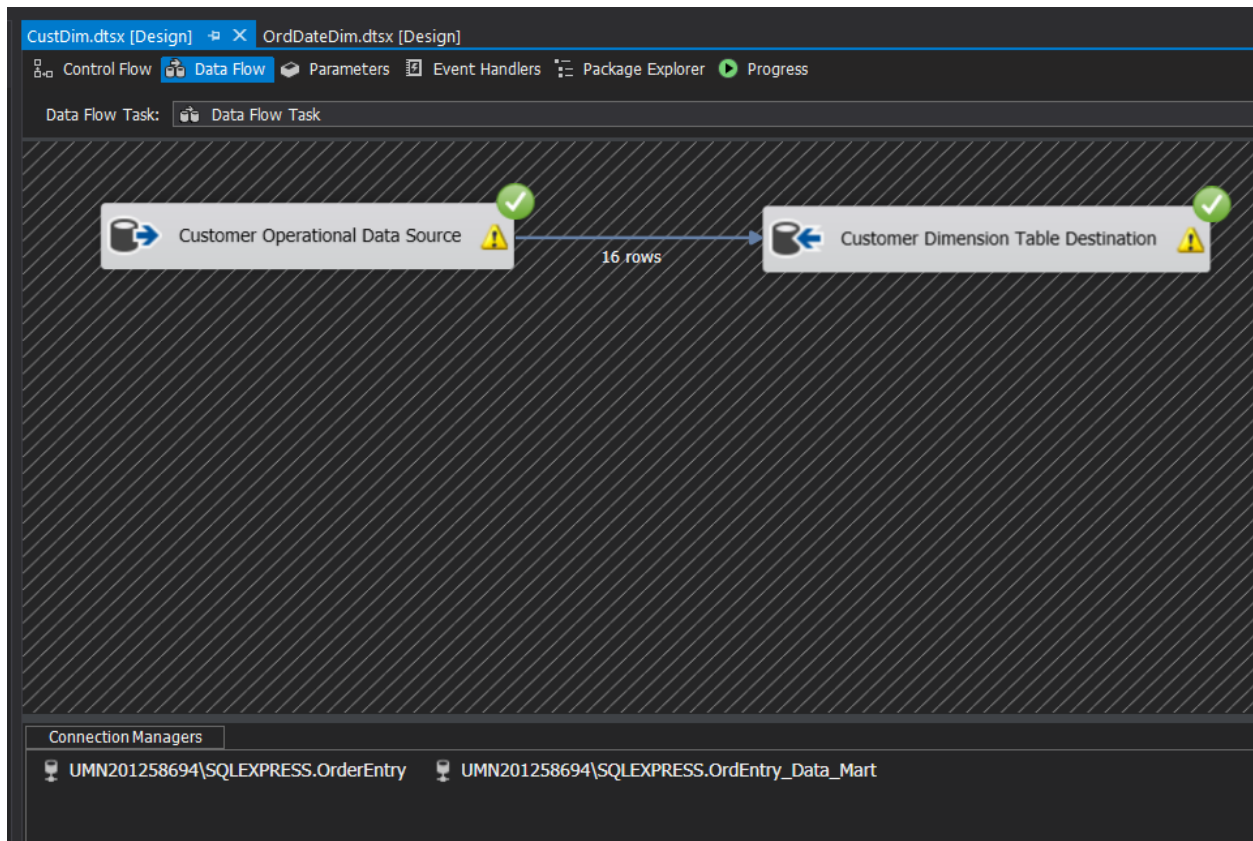 CustDim.dtsx [Design] OrdDateDim.dtsx [Design]
Control Flow Data Flow Parameters Event Handlers Package Explorer Progress
Data Flow Task: Data Flow Task
Customer Operational Data Source
Customer Dimension Table Destination
16 rows
Connection Managers
UMN201258694\SQLEXPRESS.OrderEntry UMN201258694\SQLEXPRESS.OrdEntry_Data_Mart